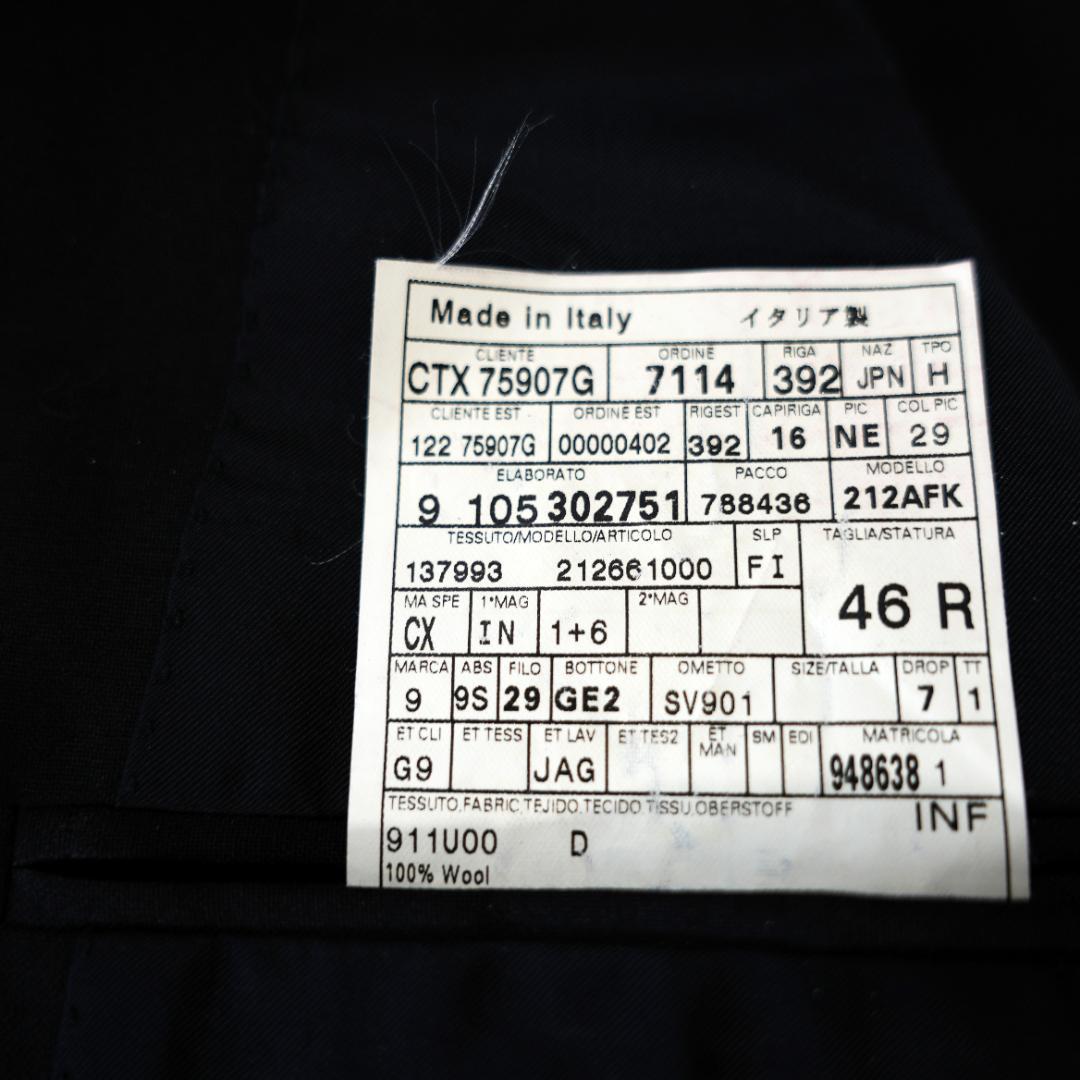 Made in Italy イタリア製
CLIENTE ORDINE RIGA NAZ TPO
CTX 75907G 7114 392 JPN H
CLIENTE EST ORDINE EST RIGEST CAPIRIGA PIC COL PIC
122 75907G 00000402 392 16 NE 29
ELABORATO PACCO MODELLO
9 105 302751 788436 212AFK
TESSUTO/MODELLO/ARTICOLO SLP TAGLIA/STATURA
137993 212661000 FI 46 R
MA SPE 1°MAG 2°MAG
CX IN 1+6
MARCA ABS FILO BOTTONE OMETTO SIZE/TALLA DROP TT
9 9S 29 GE2 SV901 7 1
ET CLI ET TESS ET LAV ET TES2 ET MAN SM EDI MATRICOLA
G9 JAG 948638 1
TESSUTO,FABRIC,TEJIDO,TECIDO,TISSU,OBERSTOFF INF
911U00 D
100% Wool